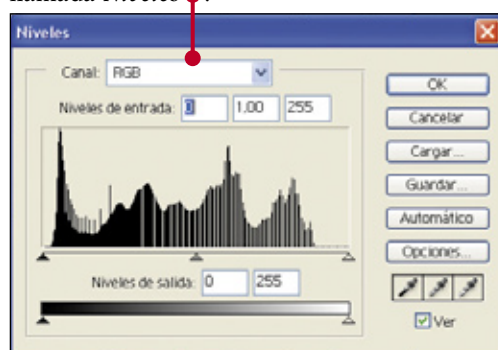 Niveles
Canal: RGB
Niveles de entrada: 0 1,00 255
Niveles de salida: 0 255
OK
Cancelar
Cargar...
Guardar...
Automático
Opciones...
Ver